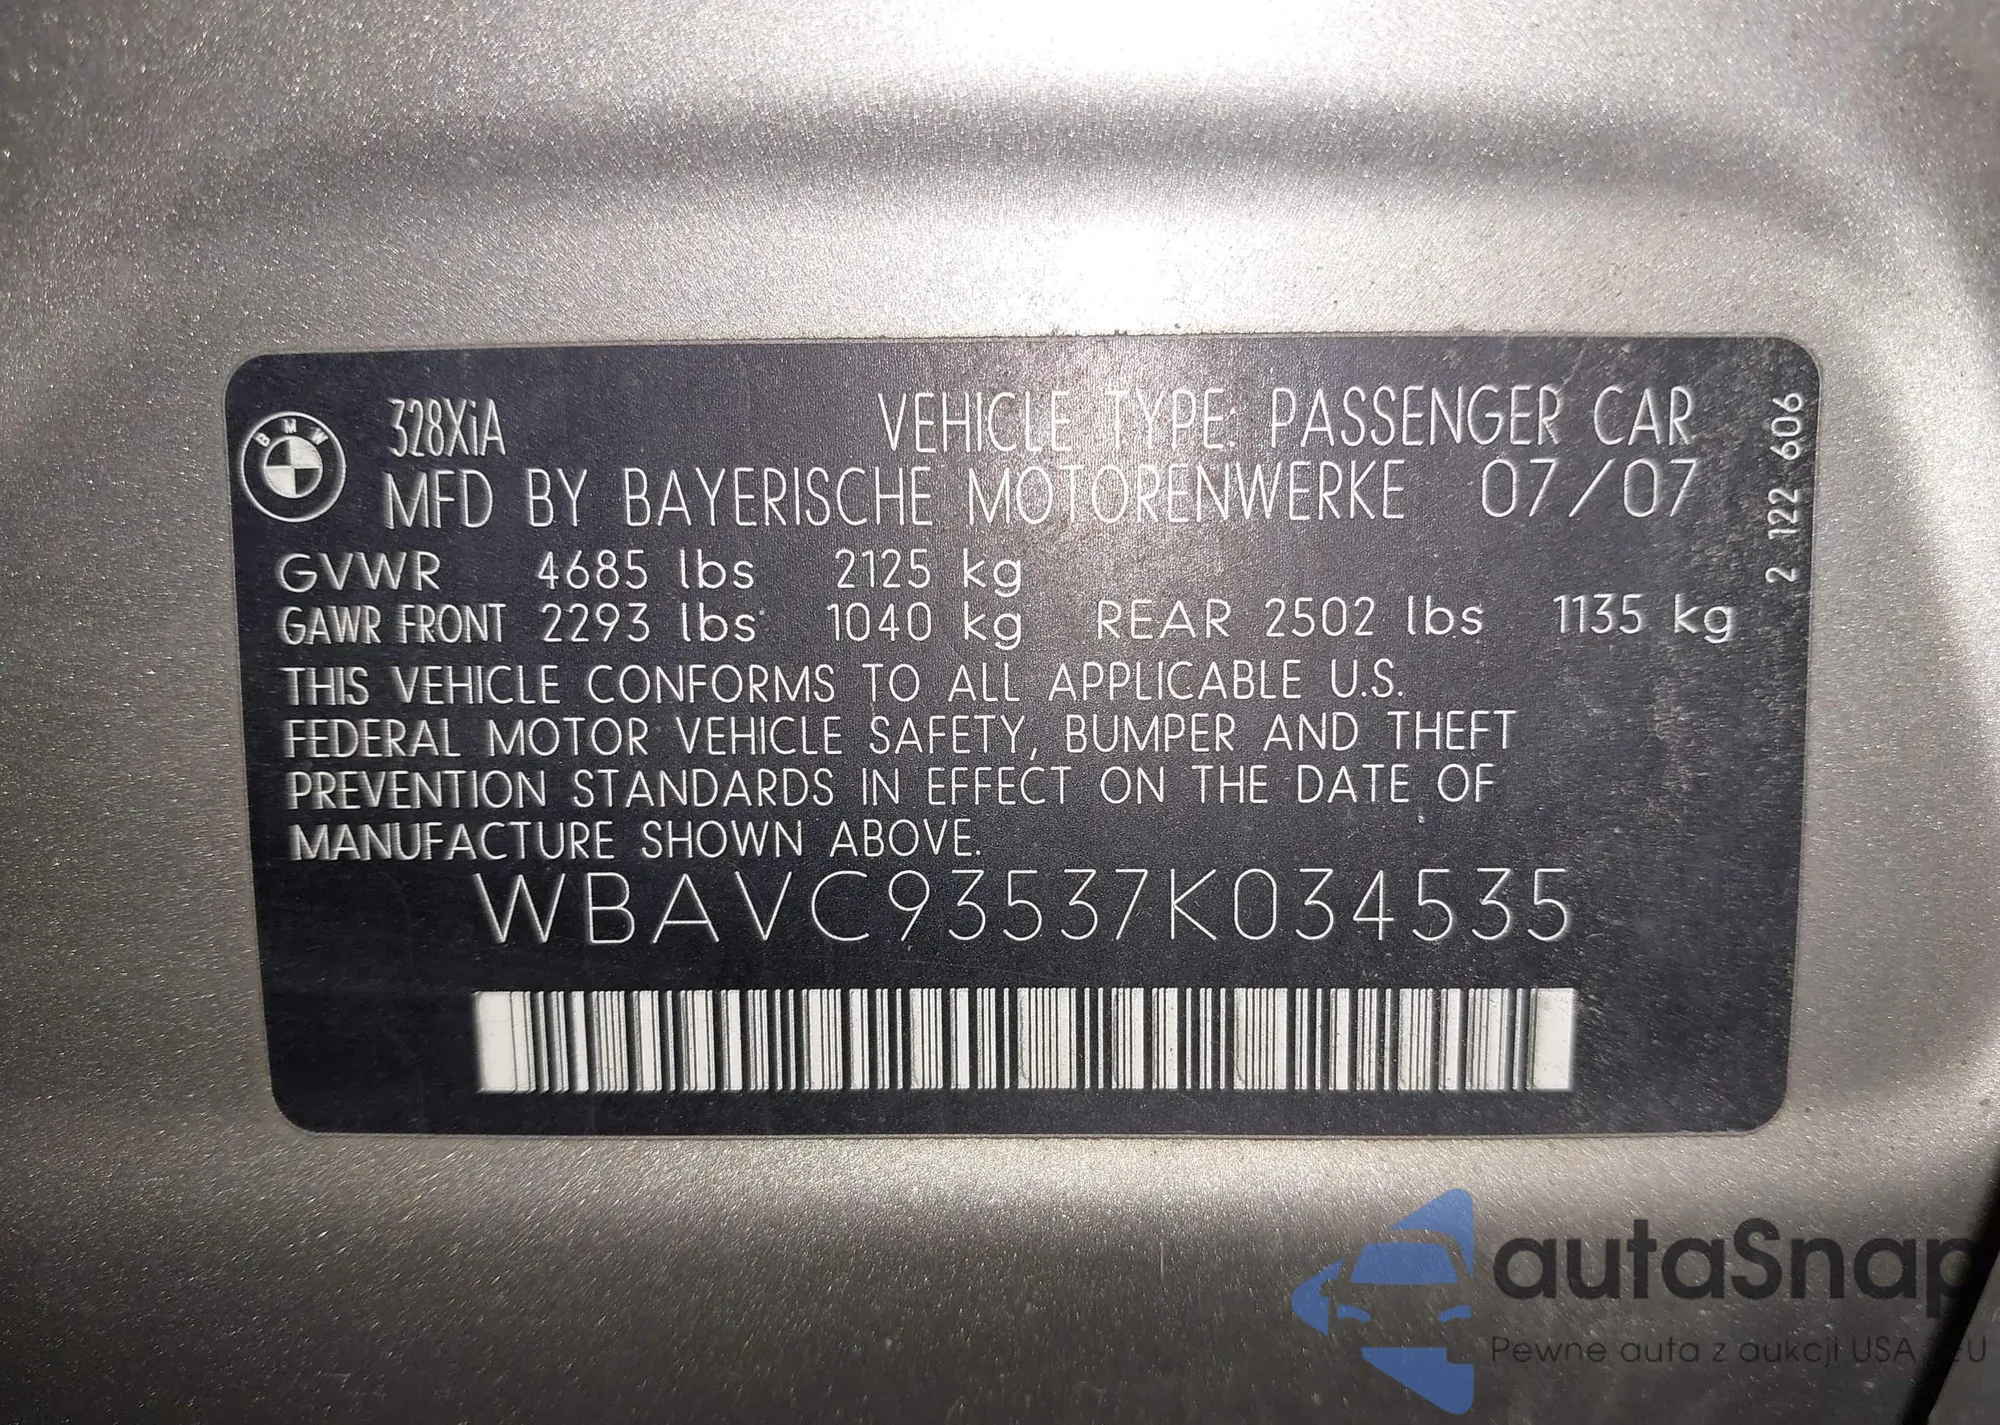 BMW
328XiA VEHICLE TYPE: PASSENGER CAR
MFD BY BAYERISCHE MOTORENWERKE 07/07
GVWR 4685 lbs 2125 kg
GAWR FRONT 2293 lbs 1040 kg REAR 2502 lbs 1135 kg
THIS VEHICLE CONFORMS TO ALL APPLICABLE U.S.
FEDERAL MOTOR VEHICLE SAFETY, BUMPER AND THEFT
PREVENTION STANDARDS IN EFFECT ON THE DATE OF
MANUFACTURE SHOWN ABOVE.
WBAVC93537K034535
2 122 606
autaSnap
Pewne auta z aukcji USA EU